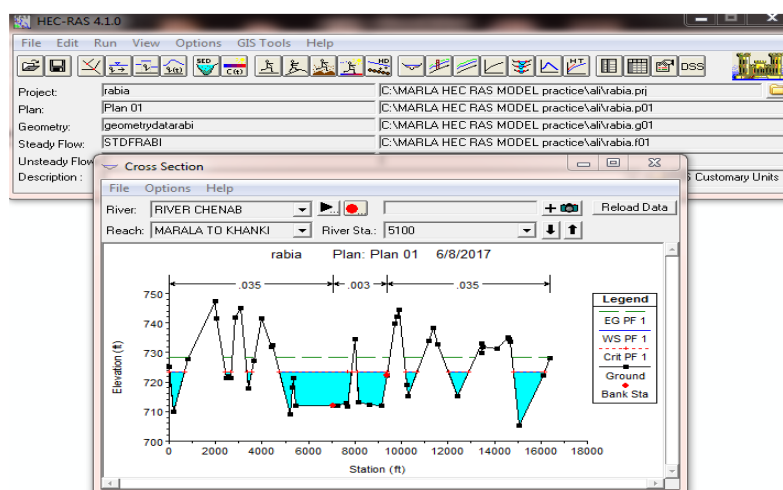 HEC-RAS 4.1.0
File Edit Run View Options GIS Tools Help
SED C(t) HD HT DSS
Project: rabia C:\MARLA HEC RAS MODEL practice\ali\rabia.prj
Plan: Plan 01 C:\MARLA HEC RAS MODEL practice\ali\rabia.p01
Geometry: geometrydatarabi C:\MARLA HEC RAS MODEL practice\ali\rabia.g01
Steady Flow: STDFRABI C:\MARLA HEC RAS MODEL practice\ali\rabia.f01
Unsteady Flow
Description : S Customary Units
Cross Section
File Options Help
River: RIVER CHENAB Reload Data
Reach: MARALA TO KHANKI River Sta.: 5100
rabia Plan: Plan 01 6/8/2017
.035 .003 .035
Legend
EG PF 1
WS PF 1
Crit PF 1
Ground
Bank Sta
Elevation (ft)
750
740
730
720
710
700
0 2000 4000 6000 8000 10000 12000 14000 16000 18000
Station (ft)